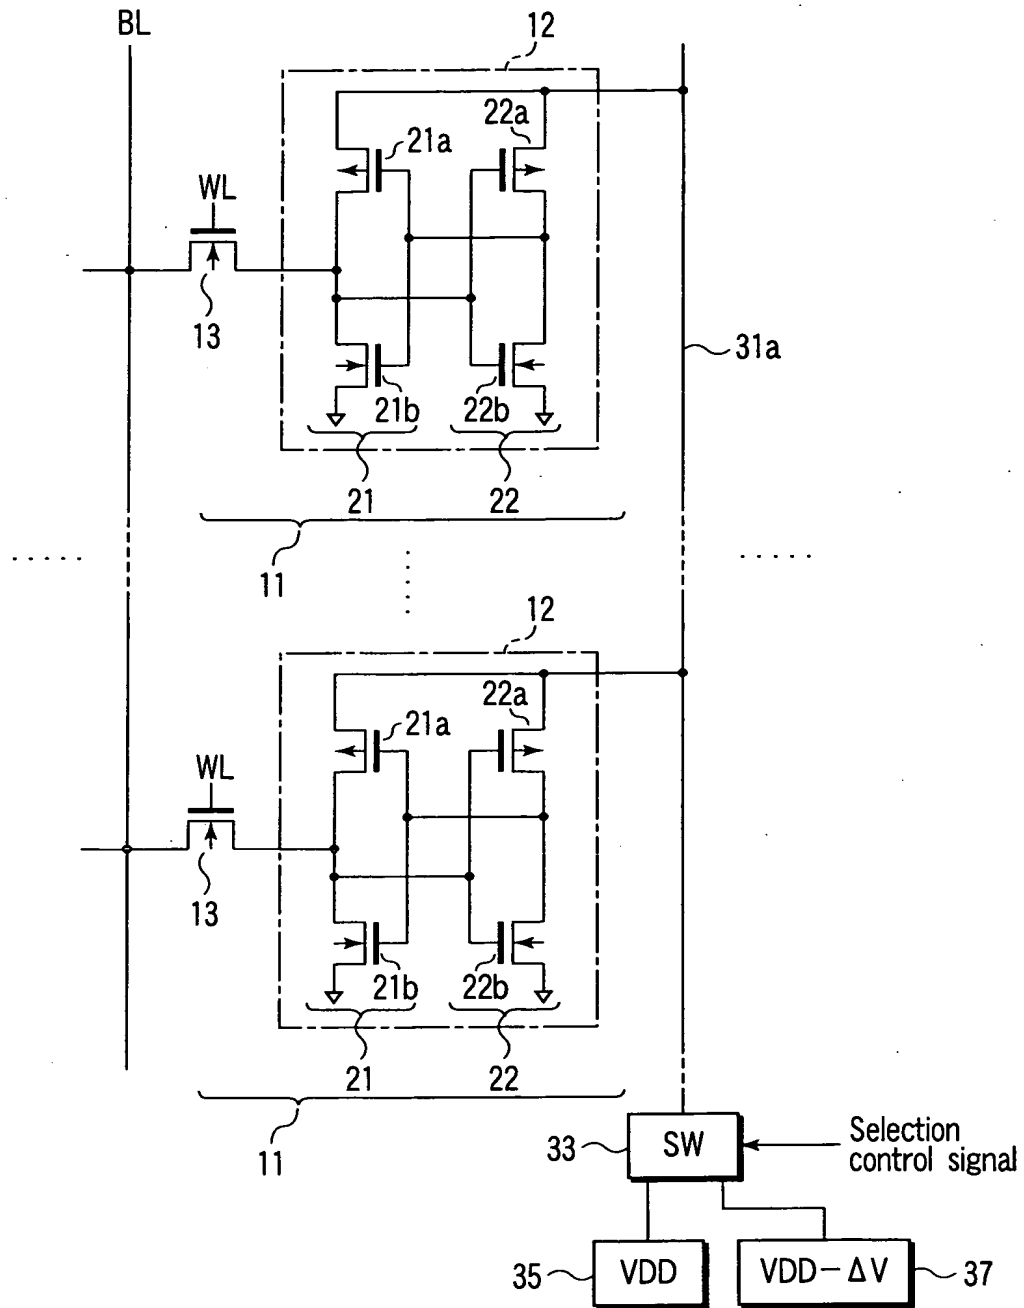 BL
12
22a
21a
WL
13
31a
21b
22b
21
22
11
12
22a
21a
WL
13
21b
22b
21
22
11
33
SW
Selection
control signal
35
VDD
VDD–ΔV
37